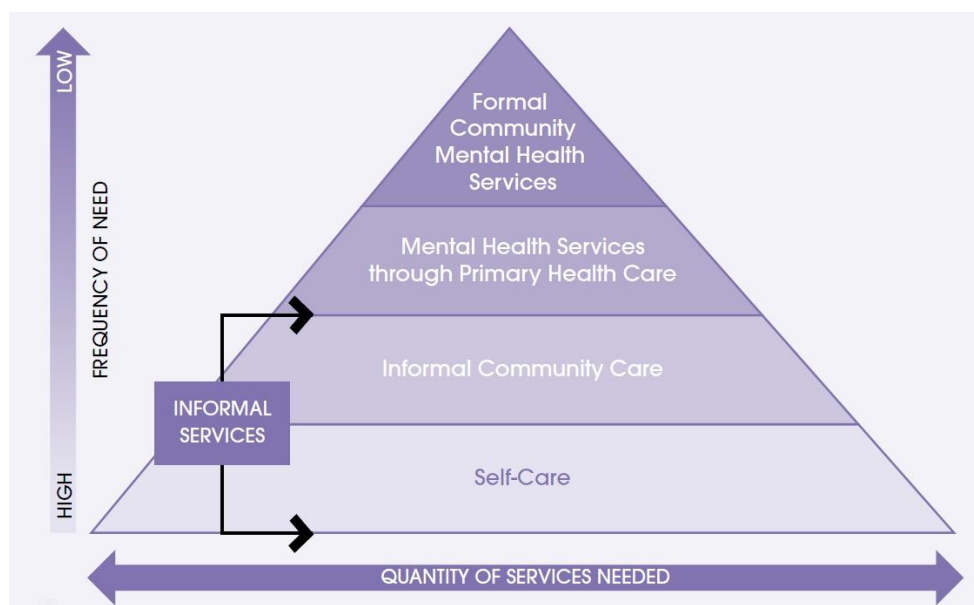 LOW
FREQUENCY OF NEED
HIGH
Formal
Community
Mental Health
Services
Mental Health Services
through Primary Health Care
Informal Community Care
INFORMAL
SERVICES
Self-Care
QUANTITY OF SERVICES NEEDED